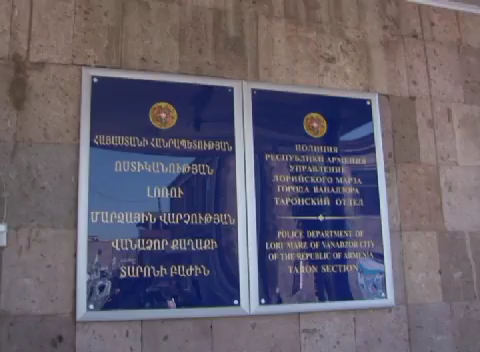 ՀԱՅԱՍՏԱՆԻ ՀԱՆՐԱՊԵՏՈՒԹՅԱՆ
ՈՍՏԻԿԱՆՈՒԹՅԱՆ
ԼՈՌՈՒ
ՄԱՐԶԱՅԻՆ ՎԱՐՉՈՒԹՅԱՆ
ՎԱՆԱՁՈՐ ՔԱՂԱՔԻ
ՏԱՐՈՆԻ ԲԱԺԻՆ
ПОЛИЦИЯ
РЕСПУБЛИКИ АРМЕНИЯ
УПРАВЛЕНИЕ
ЛОРИЙСКОГО МАРЗА
ГОРОДА ВАНАДЗОРА
ТАРОНСКИЙ ОТДЕЛ
POLICE DEPARTMENT OF
LORU MARZ OF VANADZOR CITY
OF THE REPUBLIC OF ARMENIA
TARON SECTION